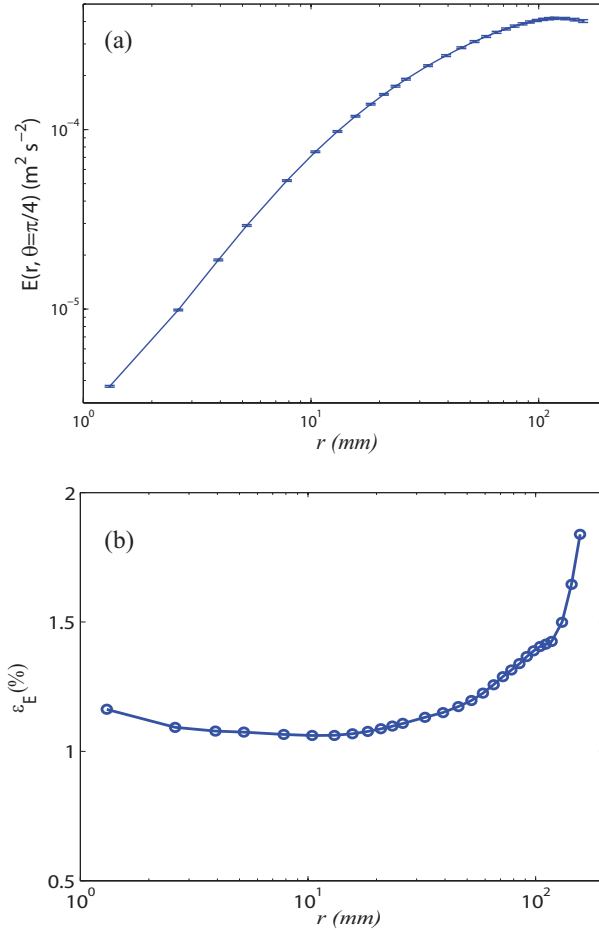 (a)
E(r, θ=π/4) (m² s⁻²)
10⁻⁴
10⁻⁵
10⁰
10¹
10²
r (mm)
(b)
ε_E(%)
2
1.5
1
0.5
10⁰
10¹
10²
r (mm)